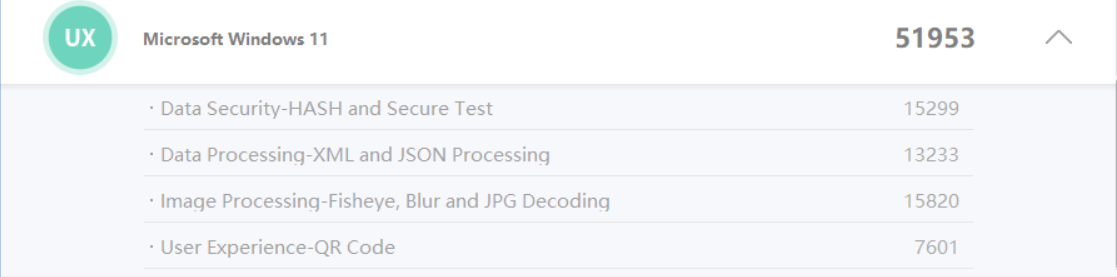 UX Microsoft Windows 11 51953
· Data Security-HASH and Secure Test 15299
· Data Processing-XML and JSON Processing 13233
· Image Processing-Fisheye, Blur and JPG Decoding 15820
· User Experience-QR Code 7601